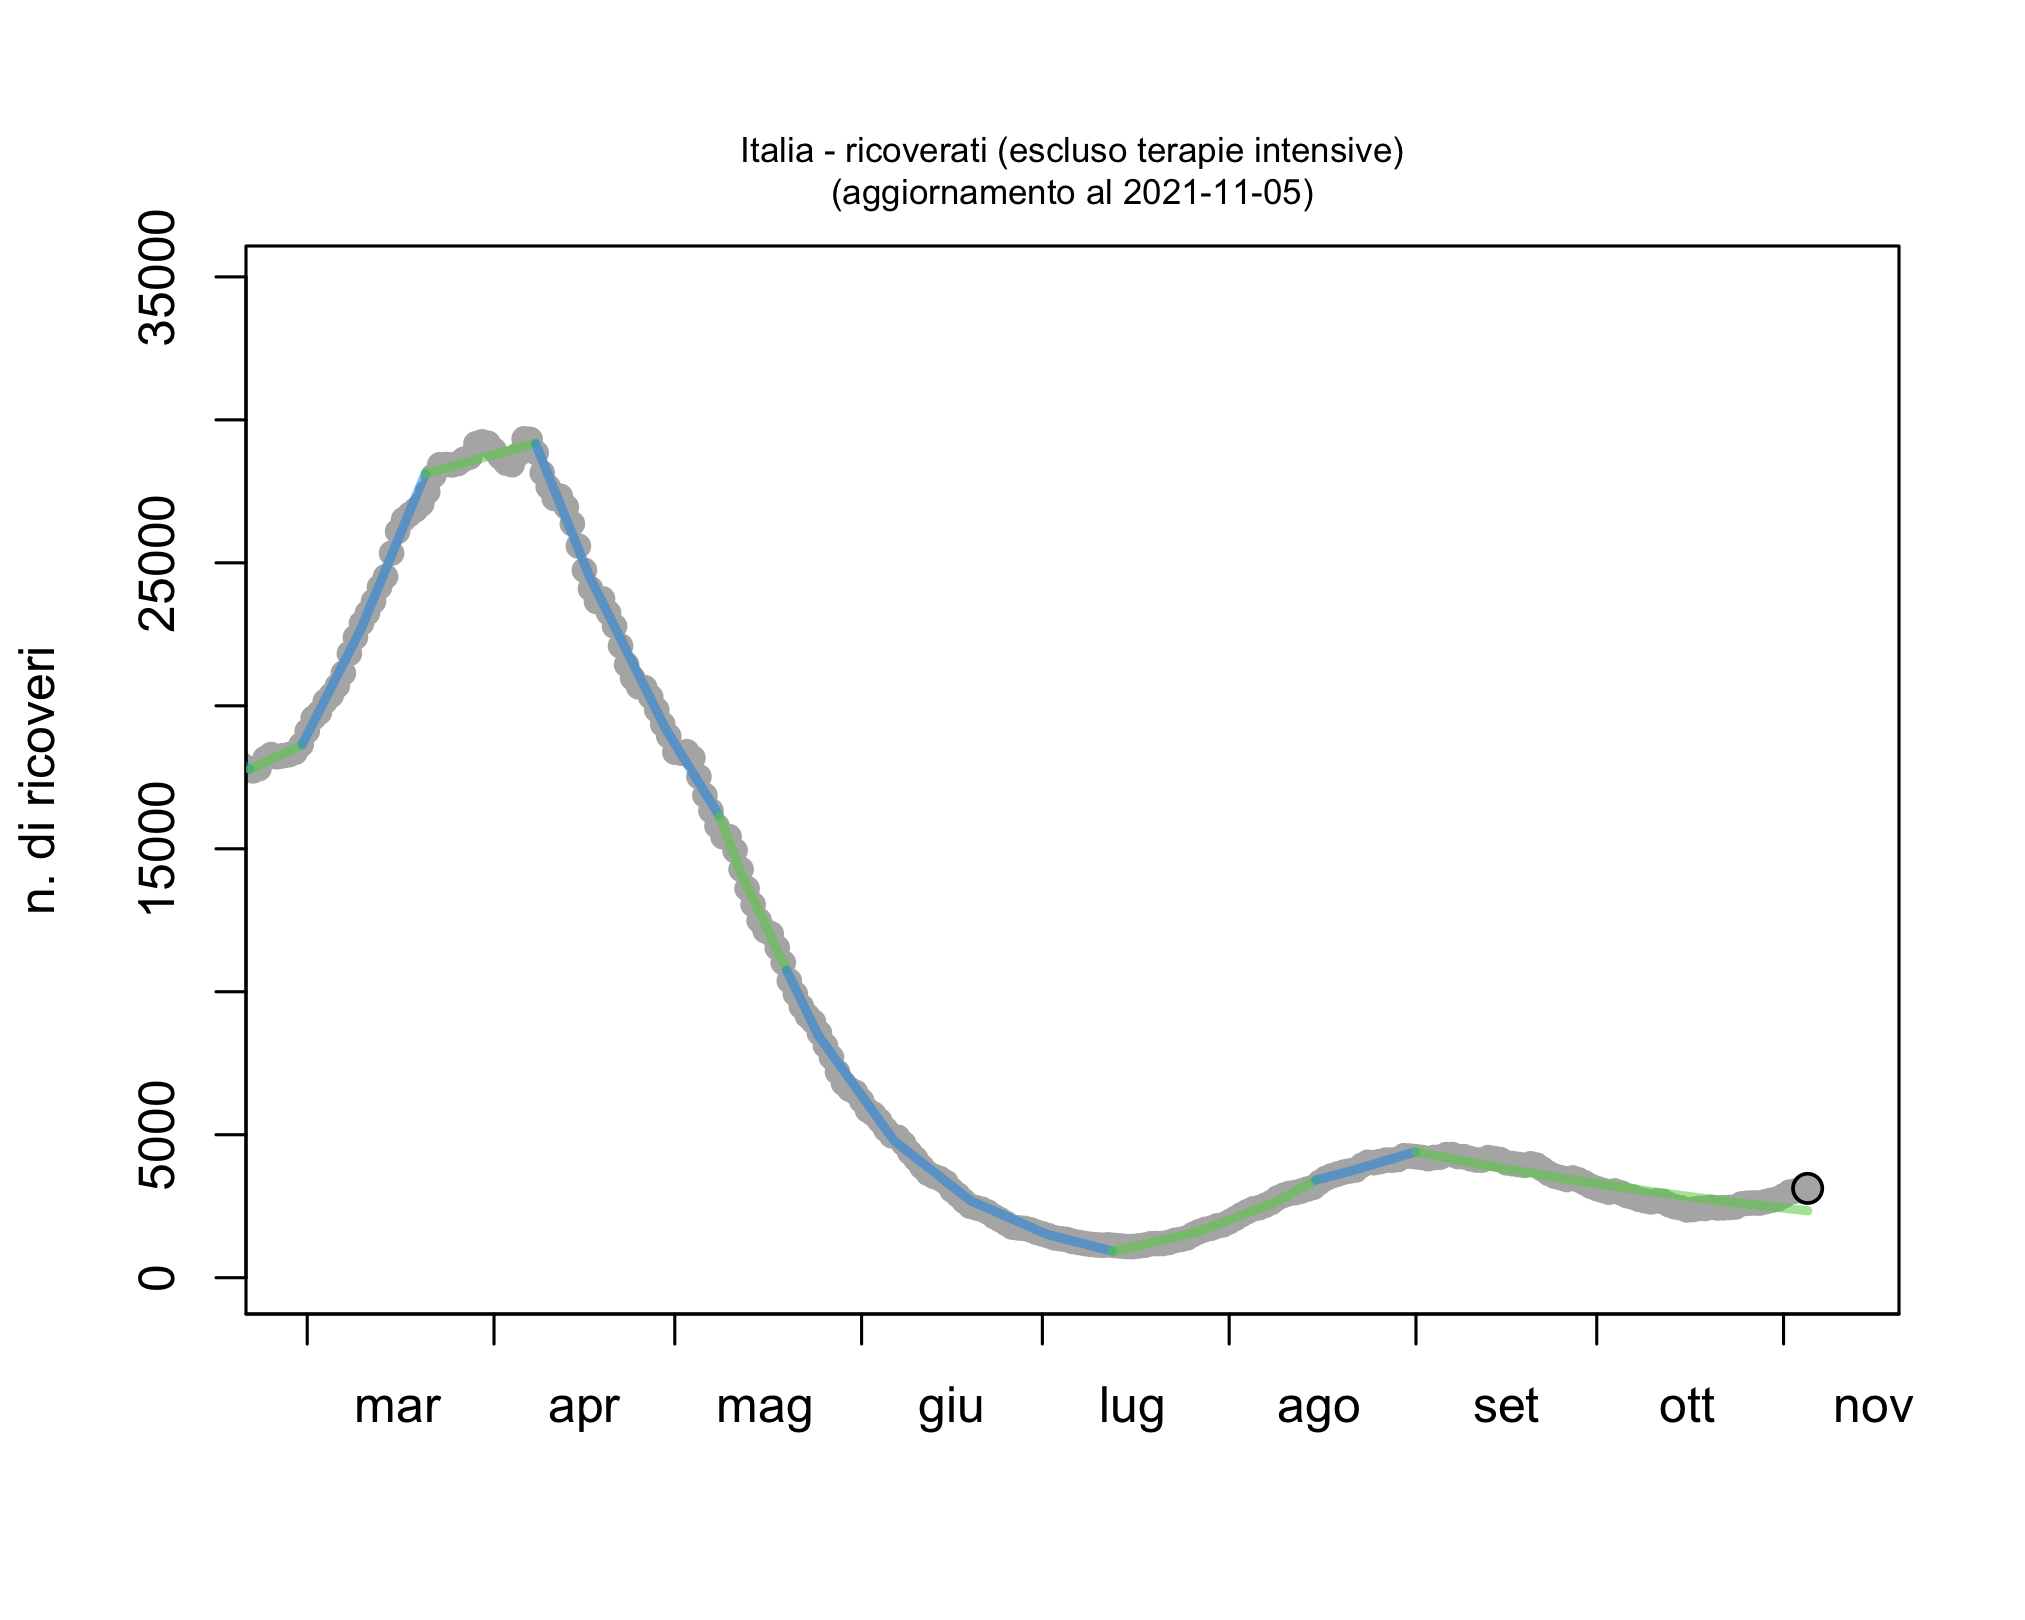 Italia - ricoverati (escluso terapie intensive)
(aggiornamento al 2021-11-05)
n. di ricoveri
35000
25000
15000
5000
0
mar apr mag giu lug ago set ott nov